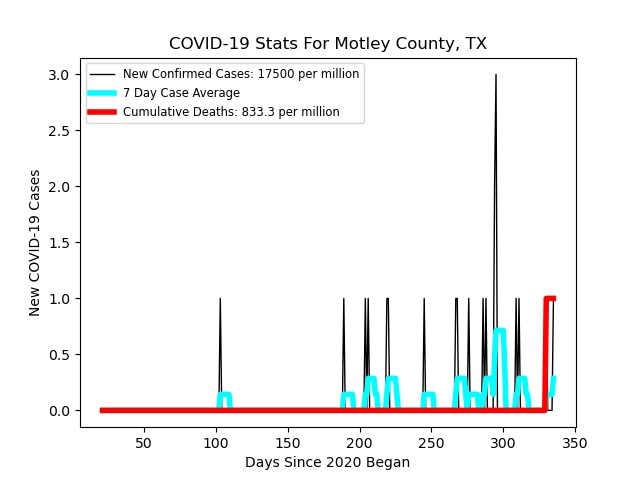 COVID-19 Stats For Motley County, TX
New Confirmed Cases: 17500 per million
7 Day Case Average
Cumulative Deaths: 833.3 per million
New COVID-19 Cases
3.0
2.5
2.0
1.5
1.0
0.5
0.0
50 100 150 200 250 300 350
Days Since 2020 Began